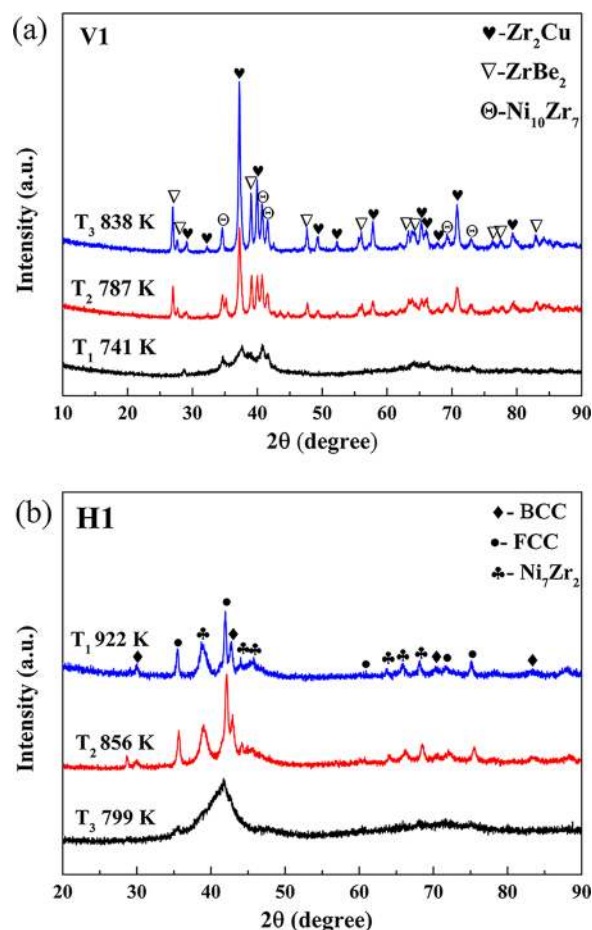 (a)
V1
♥-Zr₂Cu
▽-ZrBe₂
Θ-Ni₁₀Zr₇
T₃ 838 K
T₂ 787 K
T₁ 741 K
Intensity (a.u.)
10 20 30 40 50 60 70 80 90
2θ (degree)
(b)
H1
♦- BCC
●- FCC
♣- Ni₇Zr₂
T₁ 922 K
T₂ 856 K
T₃ 799 K
Intensity (a.u.)
20 30 40 50 60 70 80 90
2θ (degree)